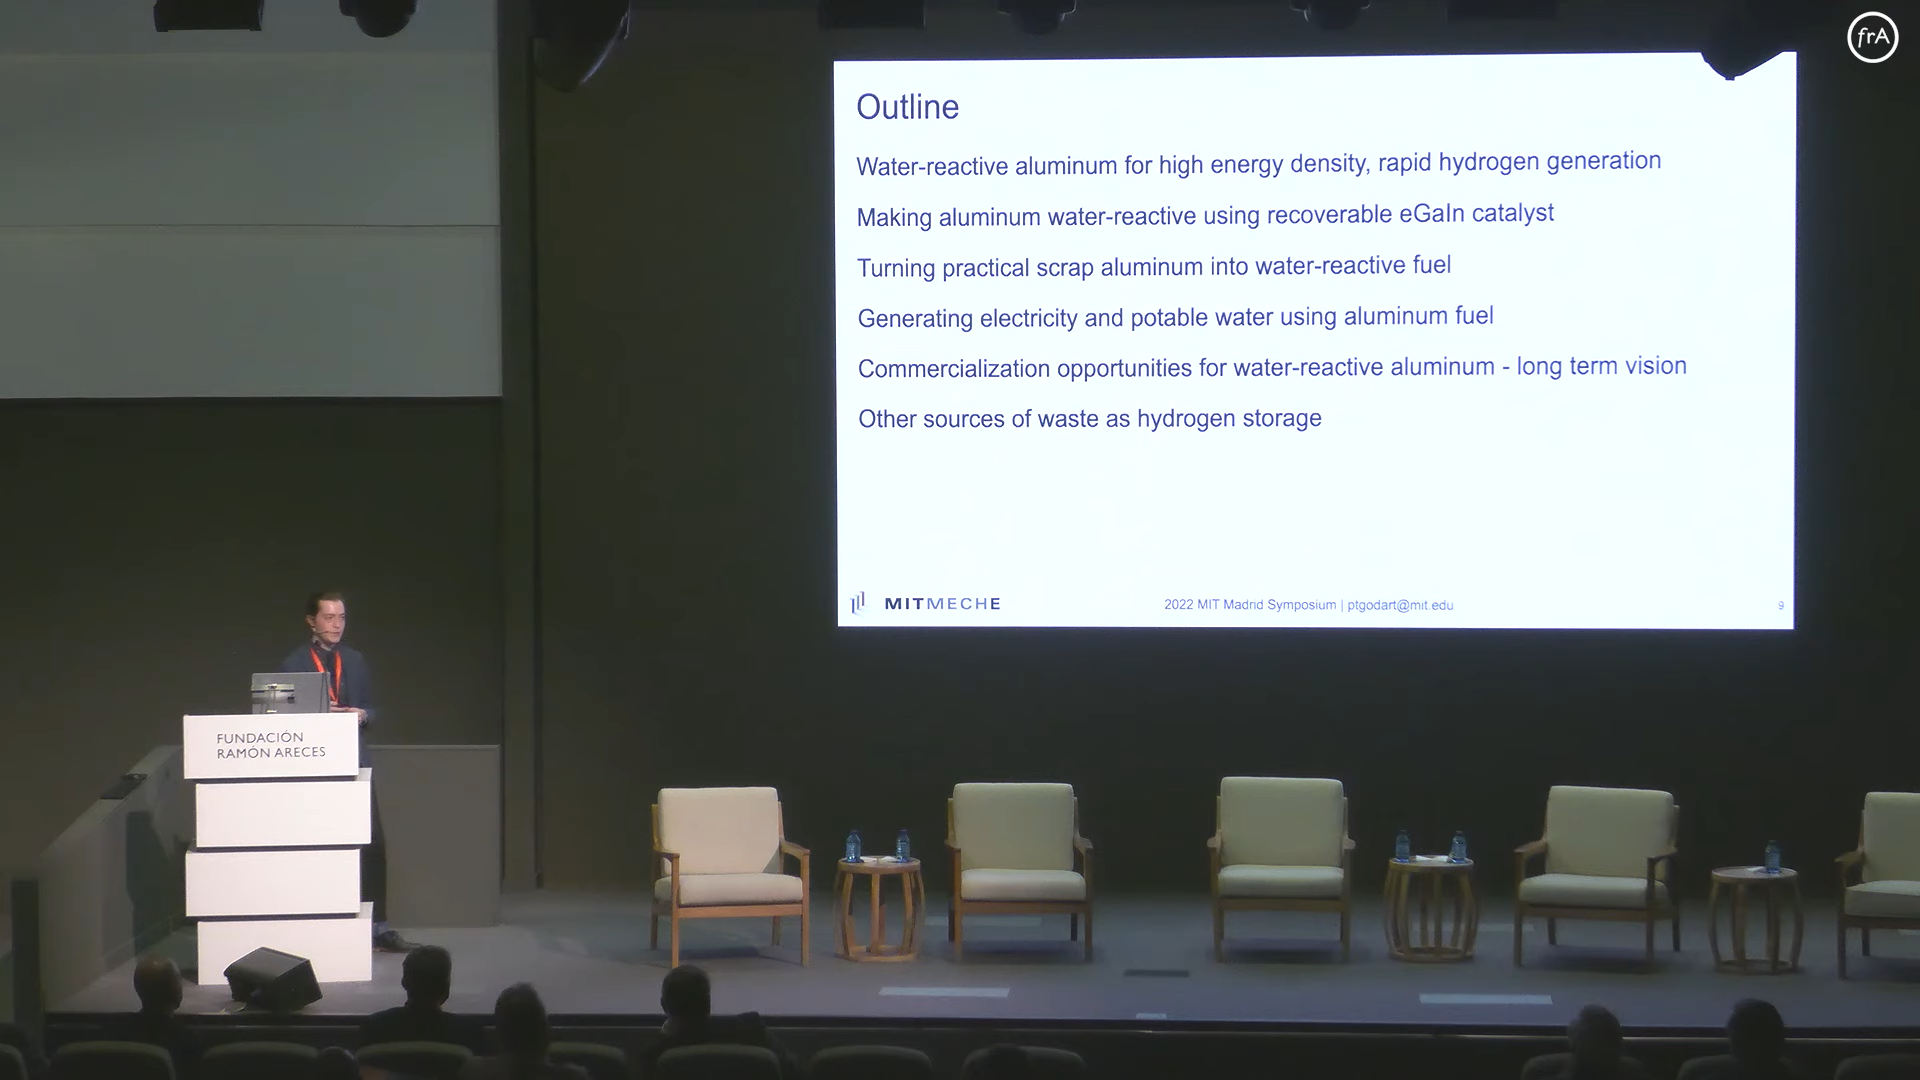 frA
Outline
Water-reactive aluminum for high energy density, rapid hydrogen generation
Making aluminum water-reactive using recoverable eGaIn catalyst
Turning practical scrap aluminum into water-reactive fuel
Generating electricity and potable water using aluminum fuel
Commercialization opportunities for water-reactive aluminum - long term vision
Other sources of waste as hydrogen storage
MITMECHE
2022 MIT Madrid Symposium | ptgodart@mit.edu
9
FUNDACIÓN
RAMÓN ARECES